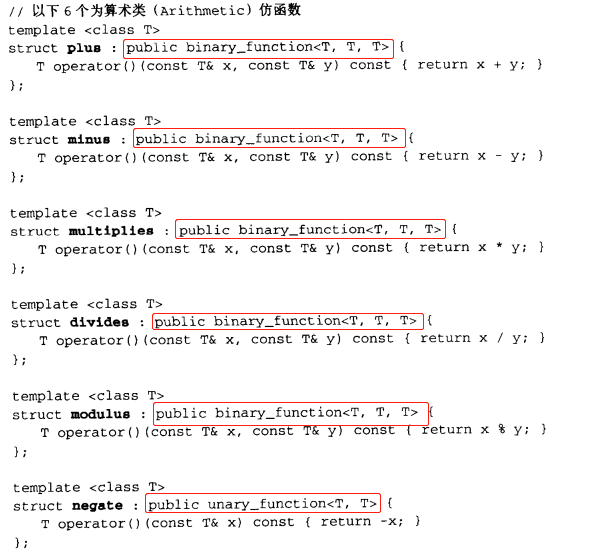 // 以下 6 个为算术类 (Arithmetic) 仿函数
template <class T>
struct plus : public binary_function<T, T, T> {
T operator()(const T& x, const T& y) const { return x + y; }
};
template <class T>
struct minus : public binary_function<T, T, T> {
T operator()(const T& x, const T& y) const { return x - y; }
};
template <class T>
struct multiplies : public binary_function<T, T, T> {
T operator()(const T& x, const T& y) const { return x * y; }
};
template <class T>
struct divides : public binary_function<T, T, T> {
T operator()(const T& x, const T& y) const { return x / y; }
};
template <class T>
struct modulus : public binary_function<T, T, T> {
T operator()(const T& x, const T& y) const { return x % y; }
};
template <class T>
struct negate : public unary_function<T, T> {
T operator()(const T& x) const { return -x; }
};